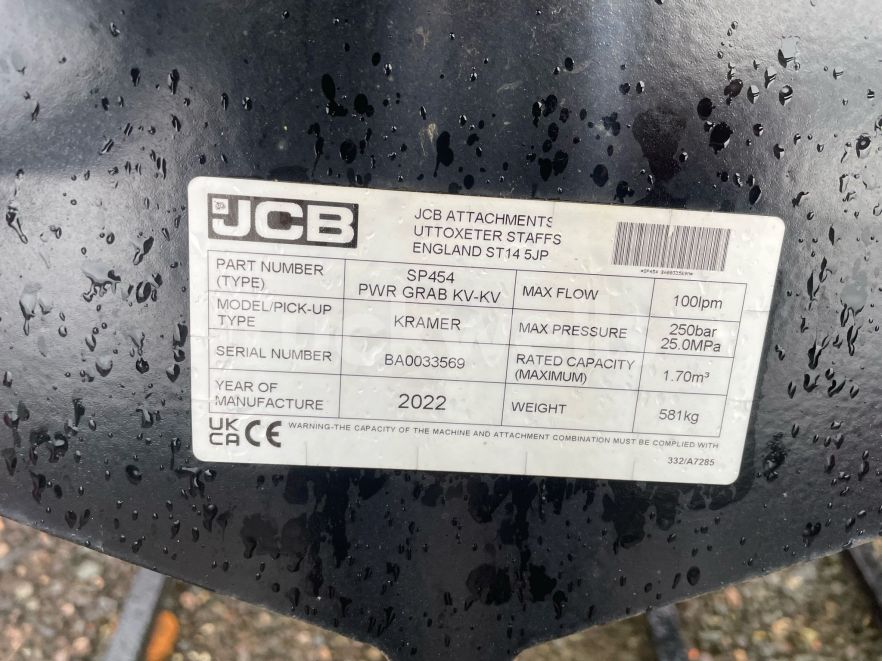 JCB
JCB ATTACHMENTS
UTTOXETER STAFFS
ENGLAND ST14 5JP
PART NUMBER
(TYPE)
SP454
PWR GRAB KV-KV
MAX FLOW
100lpm
MODEL/PICK-UP
TYPE
KRAMER
MAX PRESSURE
250bar
25.0MPa
SERIAL NUMBER
BA0033569
RATED CAPACITY
(MAXIMUM)
1.70m³
YEAR OF
MANUFACTURE
2022
WEIGHT
581kg
UK
CA CE
WARNING-THE CAPACITY OF THE MACHINE AND ATTACHMENT COMBINATION MUST BE COMPLIED WITH
332/A7285